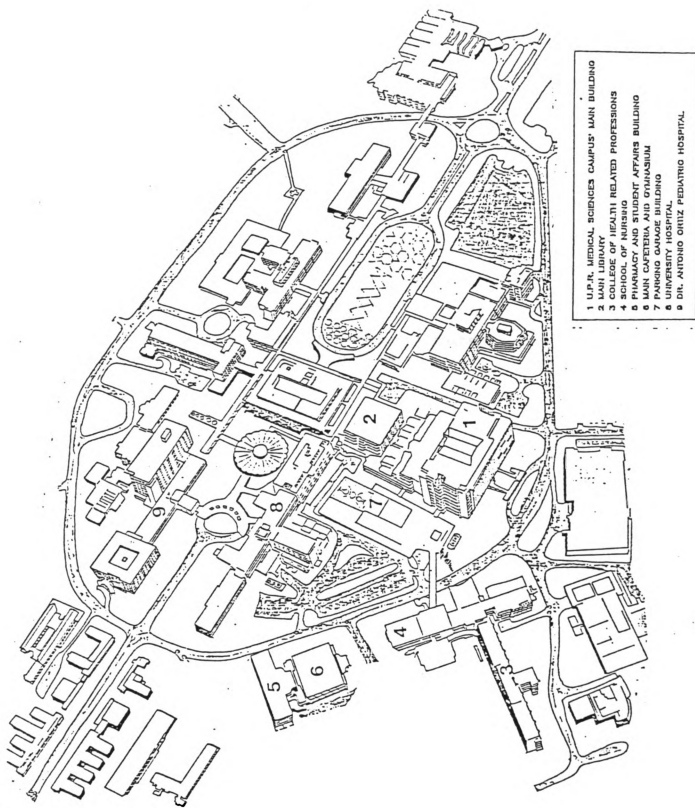 1 U.P.R. MEDICAL SCIENCES CAMPUS' MAIN BUILDING
2 MAIN LIBRARY
3 COLLEGE OF HEALTH RELATED PROFESSIONS
4 SCHOOL OF NURSING
5 PHARMACY AND STUDENT AFFAIRS BUILDING
6 MAIN CAFETERIA AND GYMNASIUM
7 PARKING GARAGE BUILDING
8 UNIVERSITY HOSPITAL
9 DR. ANTONIO ORTIZ PEDIATRIC HOSPITAL
9
8
7
2
1
4
3
5
6